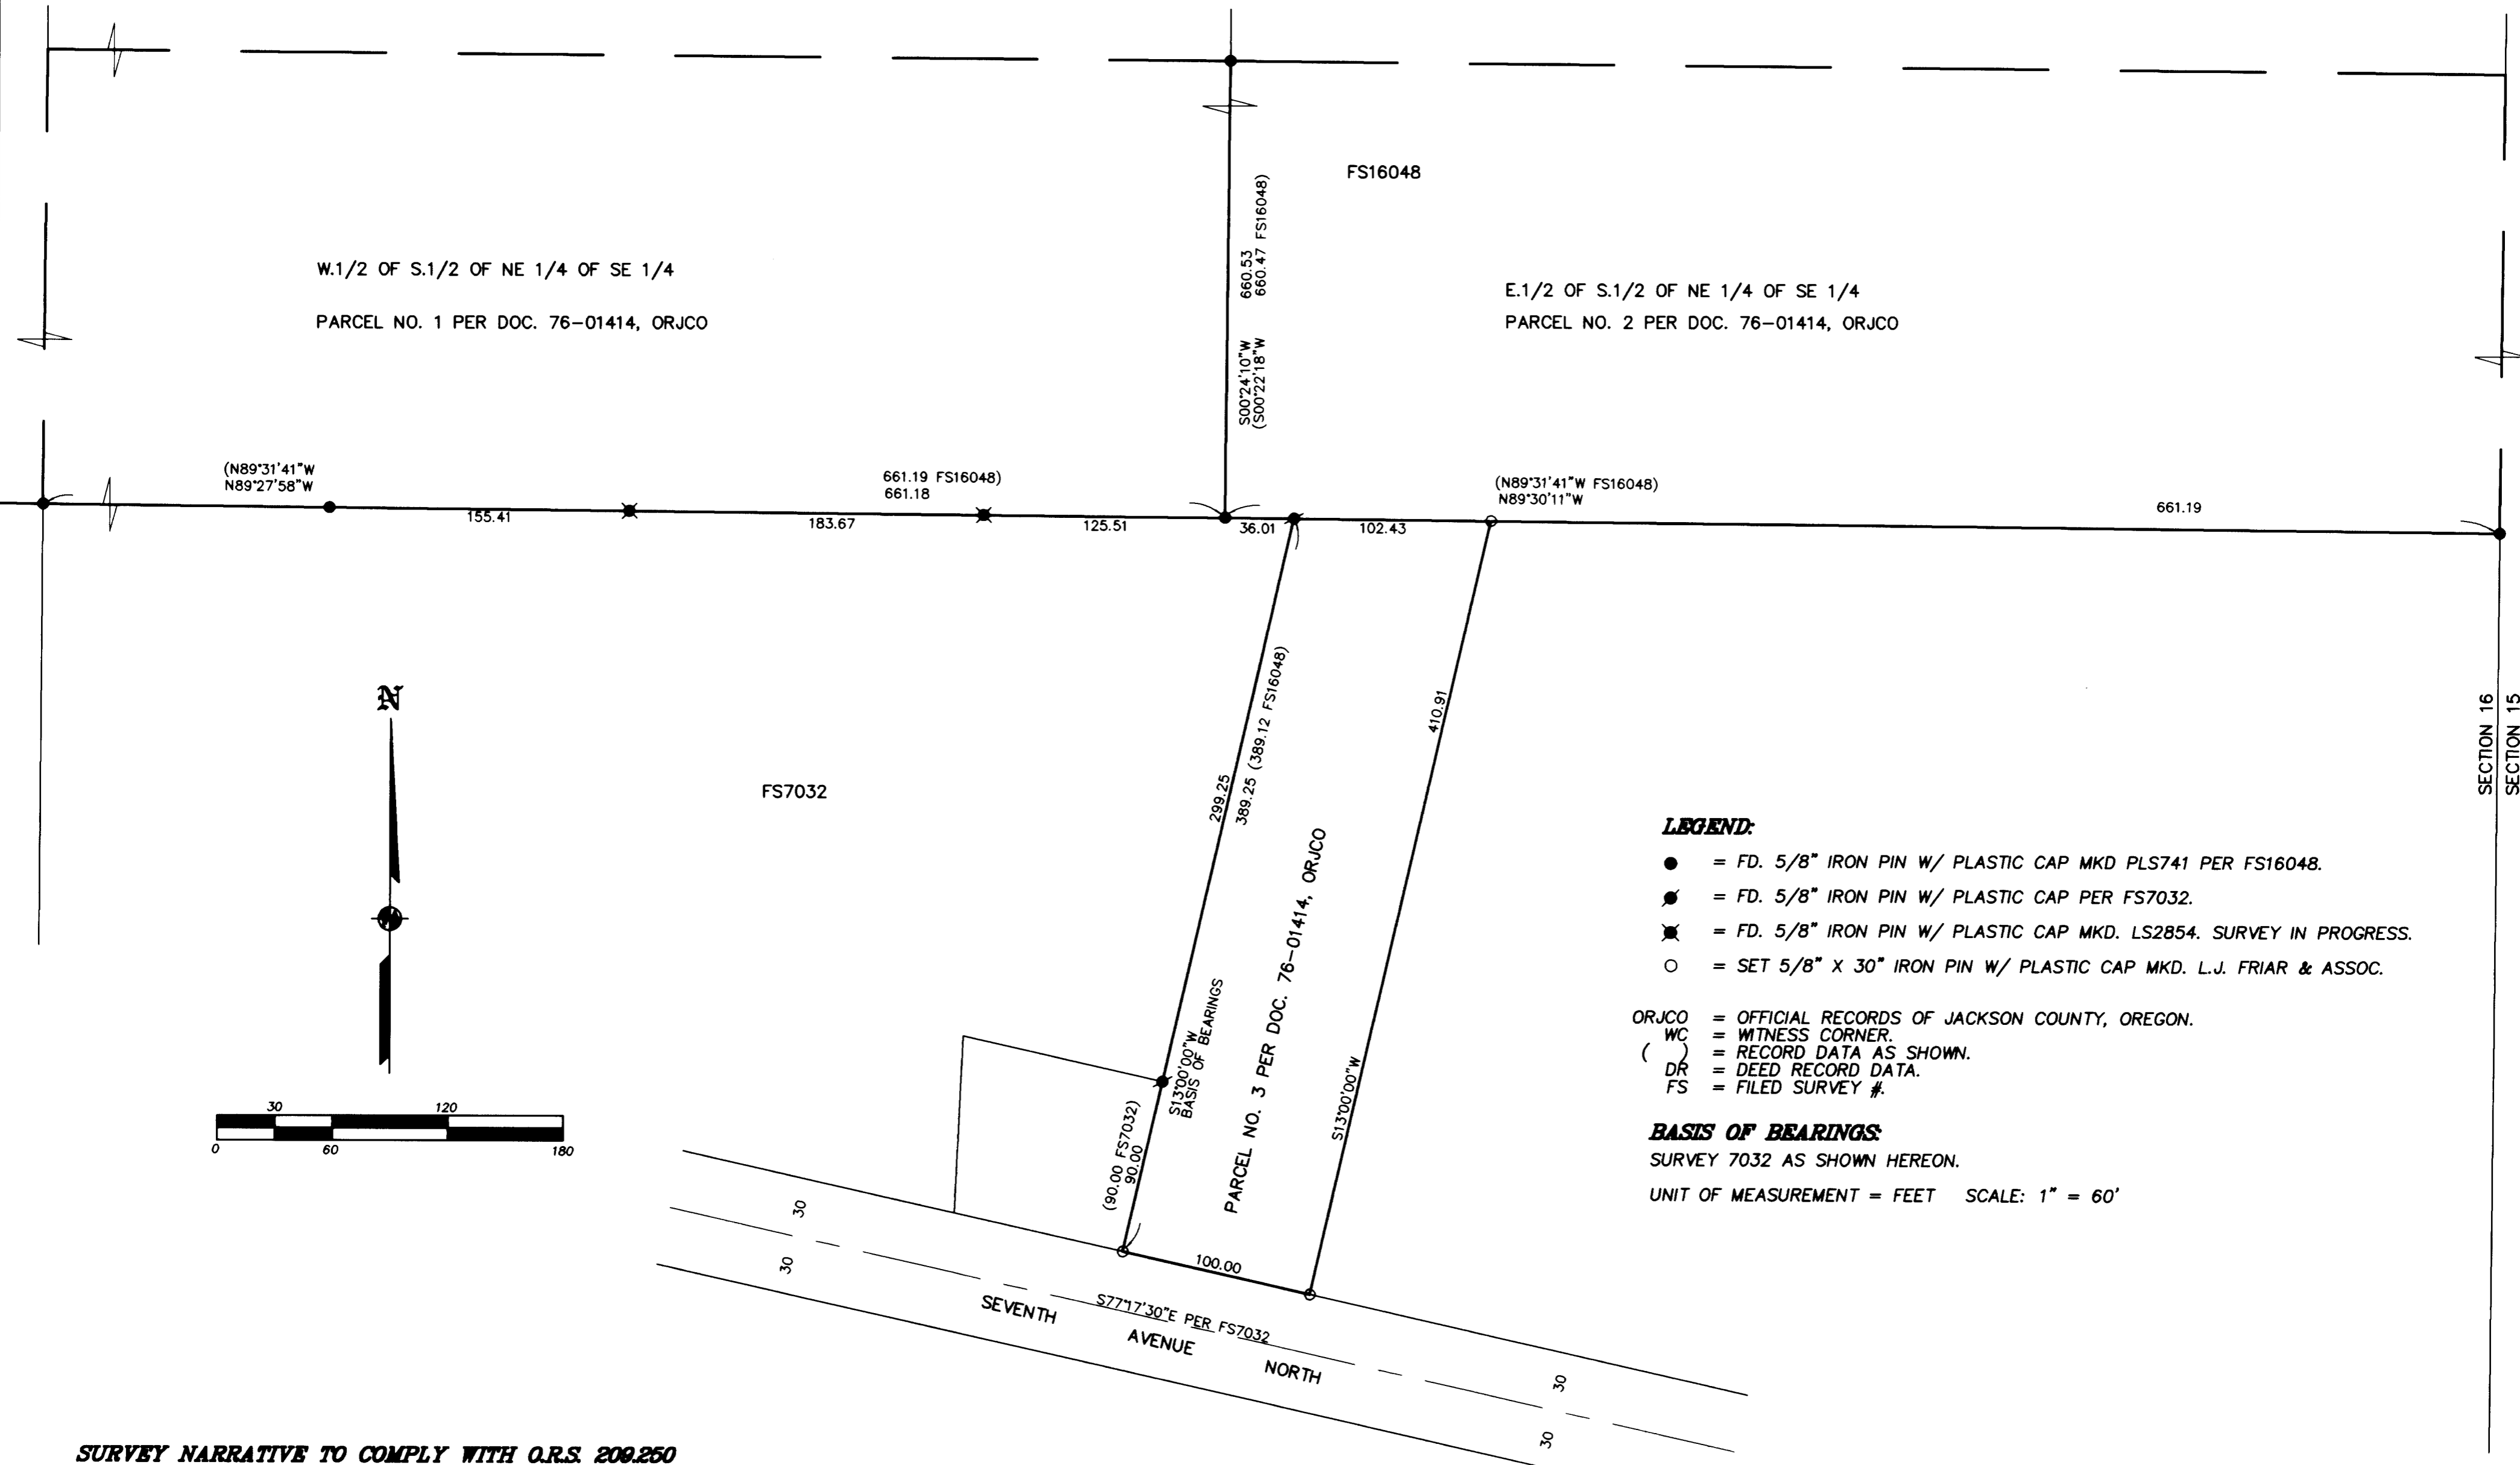 FS16048
W.1/2 OF S.1/2 OF NE 1/4 OF SE 1/4
PARCEL NO. 1 PER DOC. 76-01414, ORJCO
E.1/2 OF S.1/2 OF NE 1/4 OF SE 1/4
PARCEL NO. 2 PER DOC. 76-01414, ORJCO
S00°24'10"W 660.53
(S00°22'18"W 660.47 FS16048)
(N89°31'41"W 661.19 FS16048)
N89°27'58"W 661.18
(N89°31'41"W FS16048)
N89°30'11"W
661.19
155.41
183.67
125.51
36.01
102.43
N
FS7032
299.25
389.25 (389.12 FS16048)
410.91
S13°00'00"W
BASIS OF BEARINGS
PARCEL NO. 3 PER DOC. 76-01414, ORJCO
S13°00'00"W
(90.00 FS7032)
90.00
100.00
SECTION 16
SECTION 15
30 120
0 60 180
30
30
S77°17'30"E PER FS7032
SEVENTH AVENUE NORTH
30
30
LEGEND:
= FD. 5/8" IRON PIN W/ PLASTIC CAP MKD PLS741 PER FS16048.
= FD. 5/8" IRON PIN W/ PLASTIC CAP PER FS7032.
= FD. 5/8" IRON PIN W/ PLASTIC CAP MKD. LS2854. SURVEY IN PROGRESS.
= SET 5/8" X 30" IRON PIN W/ PLASTIC CAP MKD. L.J. FRIAR & ASSOC.
ORJCO = OFFICIAL RECORDS OF JACKSON COUNTY, OREGON.
WC = WITNESS CORNER.
( ) = RECORD DATA AS SHOWN.
DR = DEED RECORD DATA.
FS = FILED SURVEY #.
BASIS OF BEARINGS:
SURVEY 7032 AS SHOWN HEREON.
UNIT OF MEASUREMENT = FEET SCALE: 1" = 60'
SURVEY NARRATIVE TO COMPLY WITH O.R.S. 209.250